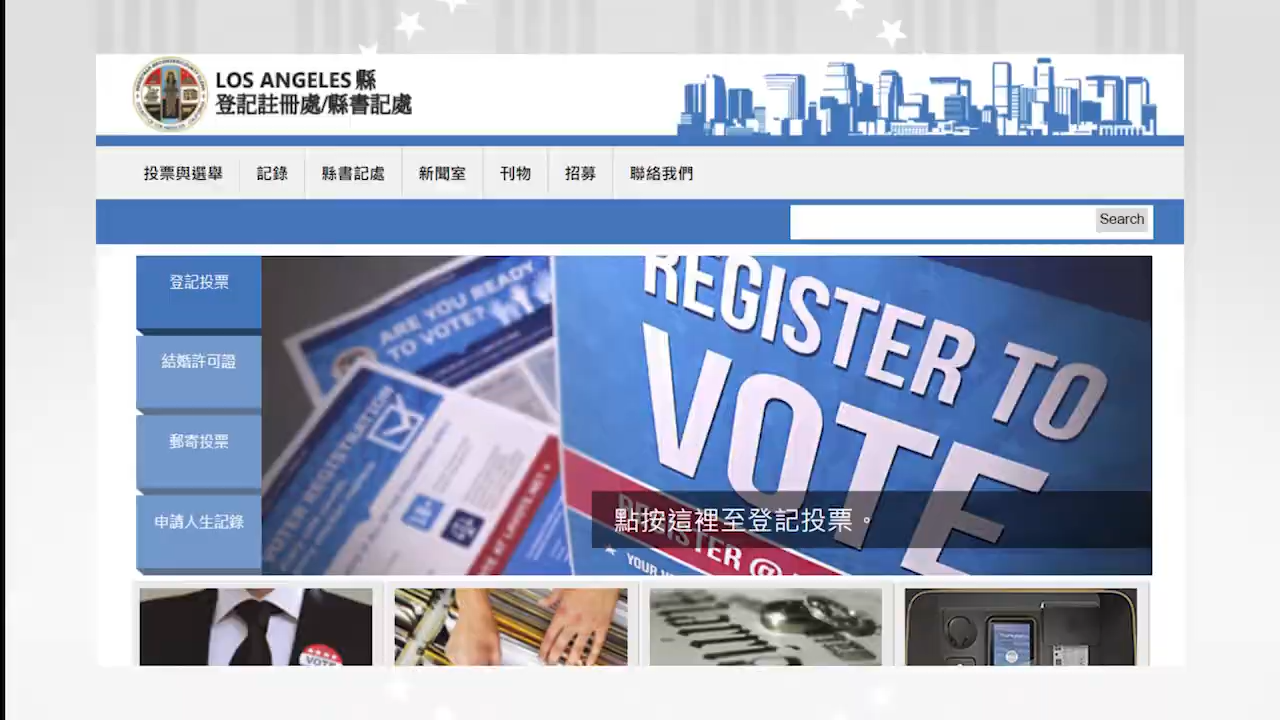 LOS ANGELES 縣
登記註冊處/縣書記處
投票與選舉
記錄
縣書記處
新聞室
刊物
招募
聯絡我們
Search
登記投票
結婚許可證
郵寄投票
申請人生記錄
ARE YOU READY
TO VOTE?
VOTER REGISTRATION
REGISTER TO
VOTE
點按這裡至登記投票。
REGISTER @
YOUR
VOTE